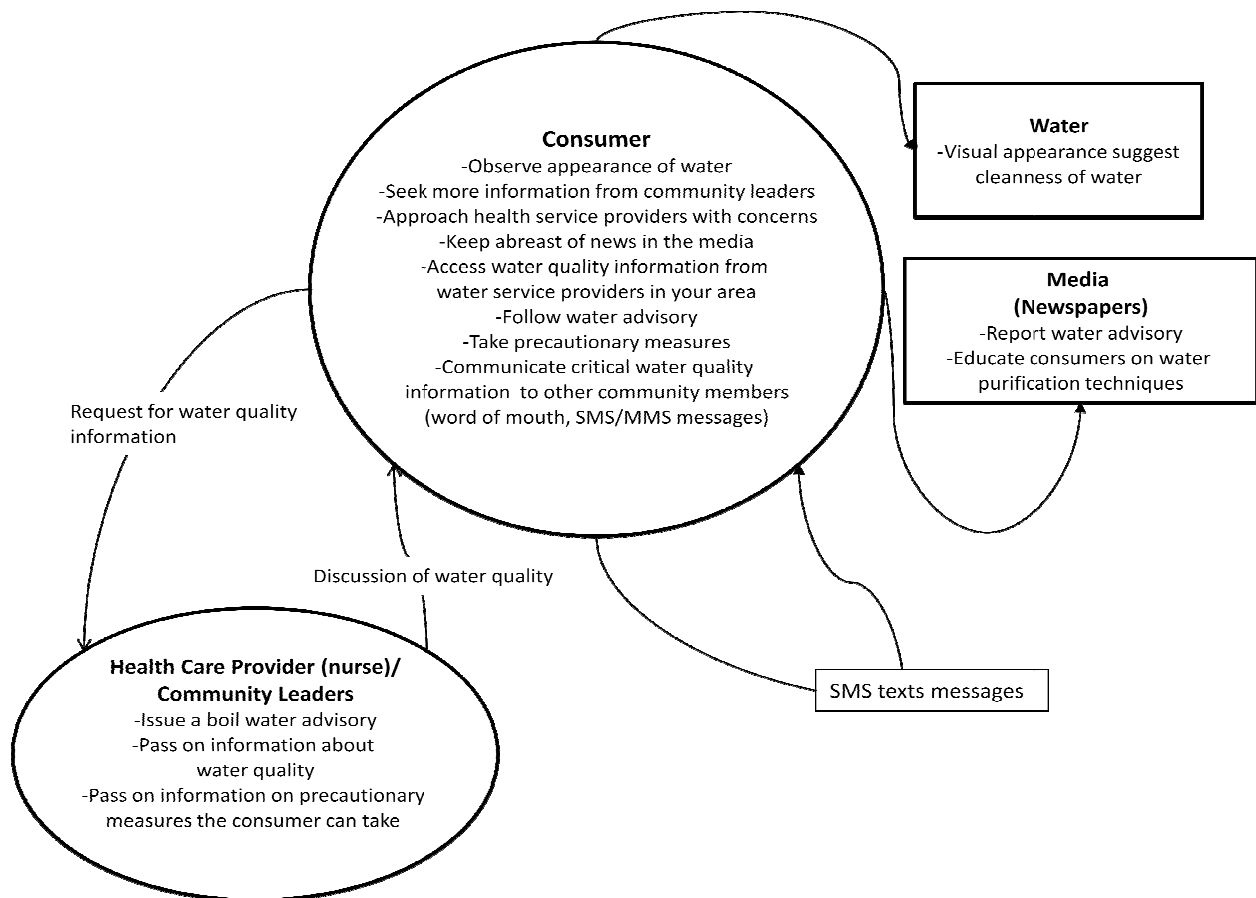 Consumer
-Observe appearance of water
-Seek more information from community leaders
-Approach health service providers with concerns
-Keep abreast of news in the media
-Access water quality information from
water service providers in your area
-Follow water advisory
-Take precautionary measures
-Communicate critical water quality
information to other community members
(word of mouth, SMS/MMS messages)
Water
-Visual appearance suggest
cleanness of water
Media
(Newspapers)
-Report water advisory
-Educate consumers on water
purification techniques
Request for water quality
information
Discussion of water quality
SMS texts messages
Health Care Provider (nurse)/
Community Leaders
-Issue a boil water advisory
-Pass on information about
water quality
-Pass on information on precautionary
measures the consumer can take